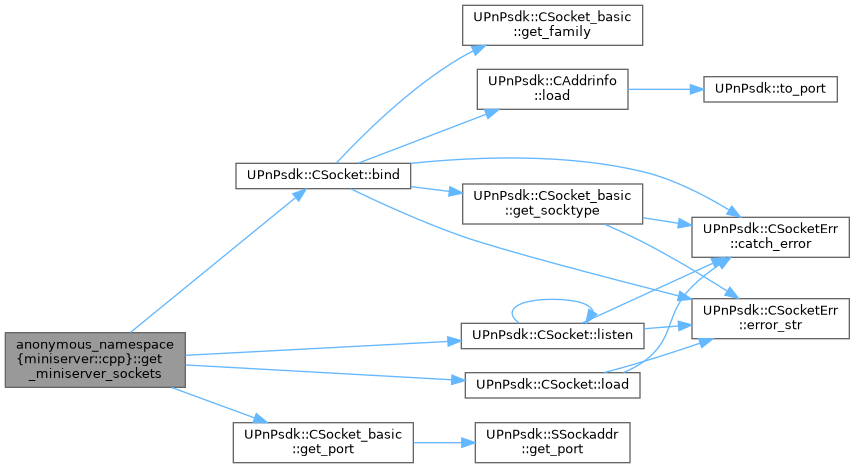 UPnPsdk::CSocket_basic
::get_family
UPnPsdk::CAddrinfo
::load
UPnPsdk::to_port
UPnPsdk::CSocket::bind
UPnPsdk::CSocket_basic
::get_socktype
UPnPsdk::CSocketErr
::catch_error
UPnPsdk::CSocketErr
::error_str
anonymous_namespace
{miniserver::cpp}::get
_miniserver_sockets
UPnPsdk::CSocket::listen
UPnPsdk::CSocket::load
UPnPsdk::CSocket_basic
::get_port
UPnPsdk::SSockaddr
::get_port